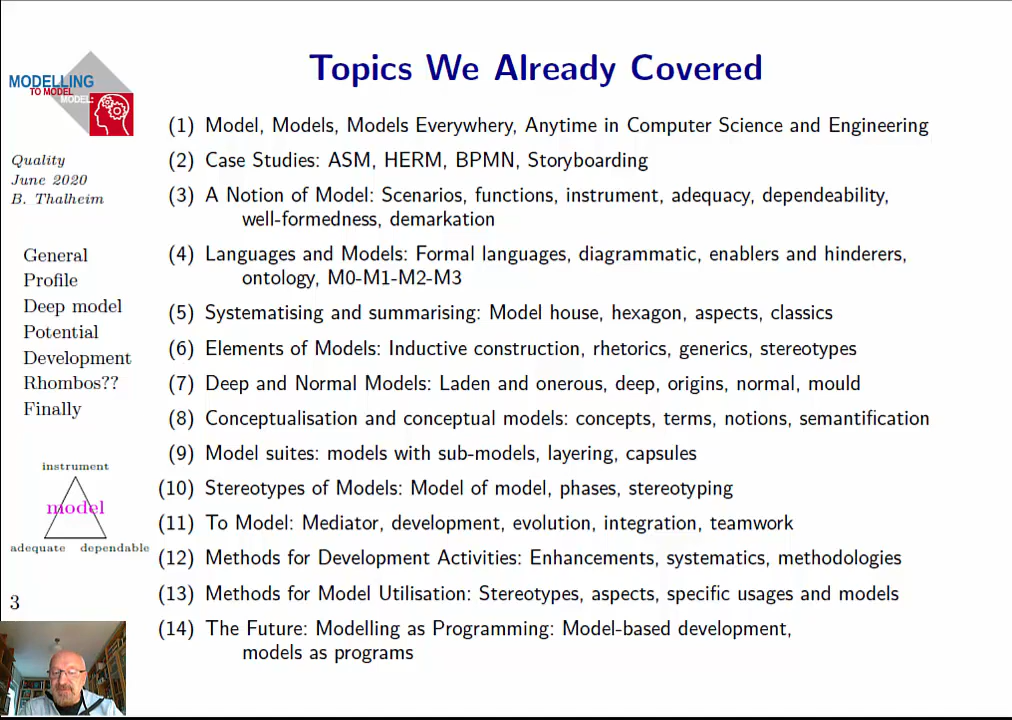 Topics We Already Covered
MODELLING
TO MODEL
MODEL:
Quality
June 2020
B. Thalheim
General
Profile
Deep model
Potential
Development
Rhombos??
Finally
instrument
model
adequate dependable
3
(1) Model, Models, Models Everywhery, Anytime in Computer Science and Engineering
(2) Case Studies: ASM, HERM, BPMN, Storyboarding
(3) A Notion of Model: Scenarios, functions, instrument, adequacy, dependeability,
well-formedness, demarkation
(4) Languages and Models: Formal languages, diagrammatic, enablers and hinderers,
ontology, M0-M1-M2-M3
(5) Systematising and summarising: Model house, hexagon, aspects, classics
(6) Elements of Models: Inductive construction, rhetorics, generics, stereotypes
(7) Deep and Normal Models: Laden and onerous, deep, origins, normal, mould
(8) Conceptualisation and conceptual models: concepts, terms, notions, semantification
(9) Model suites: models with sub-models, layering, capsules
(10) Stereotypes of Models: Model of model, phases, stereotyping
(11) To Model: Mediator, development, evolution, integration, teamwork
(12) Methods for Development Activities: Enhancements, systematics, methodologies
(13) Methods for Model Utilisation: Stereotypes, aspects, specific usages and models
(14) The Future: Modelling as Programming: Model-based development,
models as programs